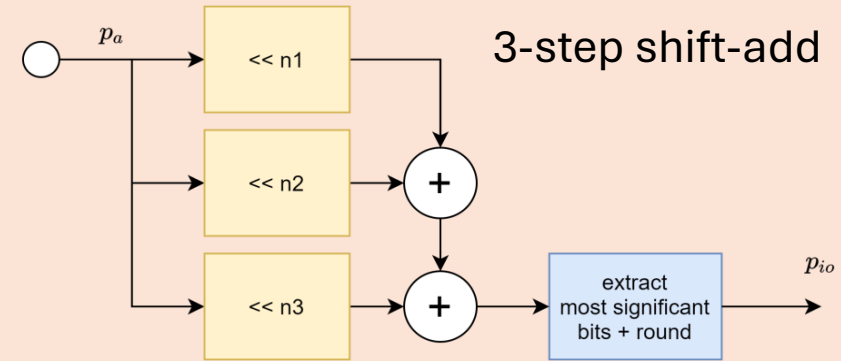 p_a
<< n1
3-step shift-add
<< n2
+
<< n3
+
extract
most significant
bits + round
p_io